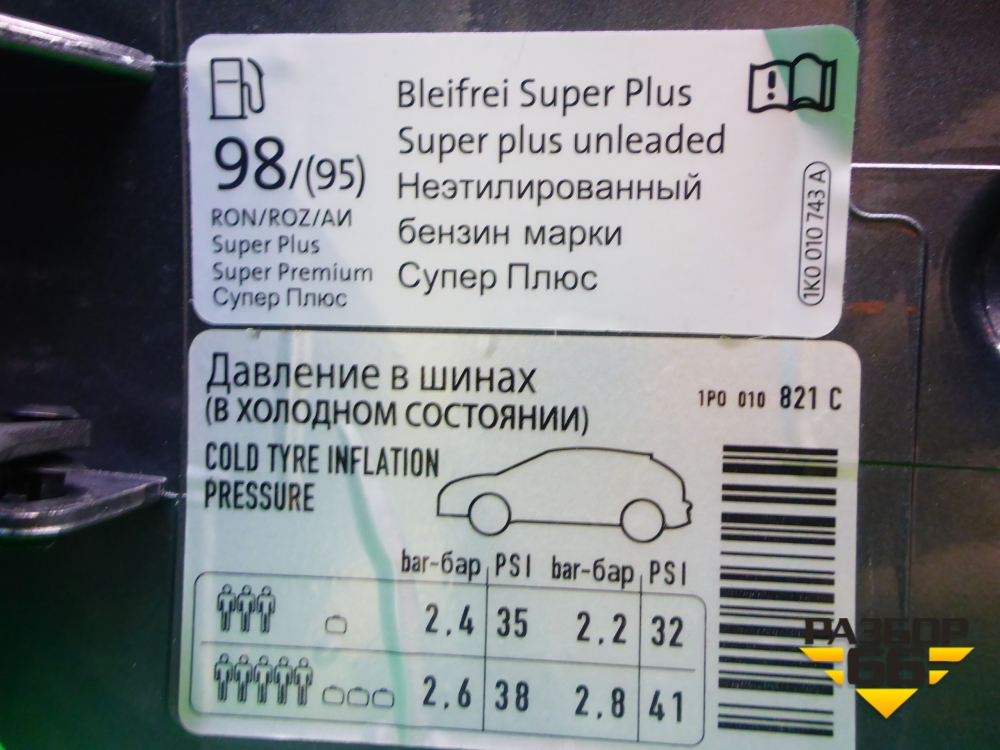 98/(95)
RON/ROZ/АИ
Super Plus
Super Premium
Супер Плюс
Bleifrei Super Plus
Super plus unleaded
Неэтилированный
бензин марки
Супер Плюс
1K0 010 743 A
Давление в шинах
(В ХОЛОДНОМ СОСТОЯНИИ)
COLD TYRE INFLATION
PRESSURE
1P0 010 821 C
bar-бар PSI bar-бар PSI
2,4 35 2,2 32
2,6 38 2,8 41
РАЗБОР
66